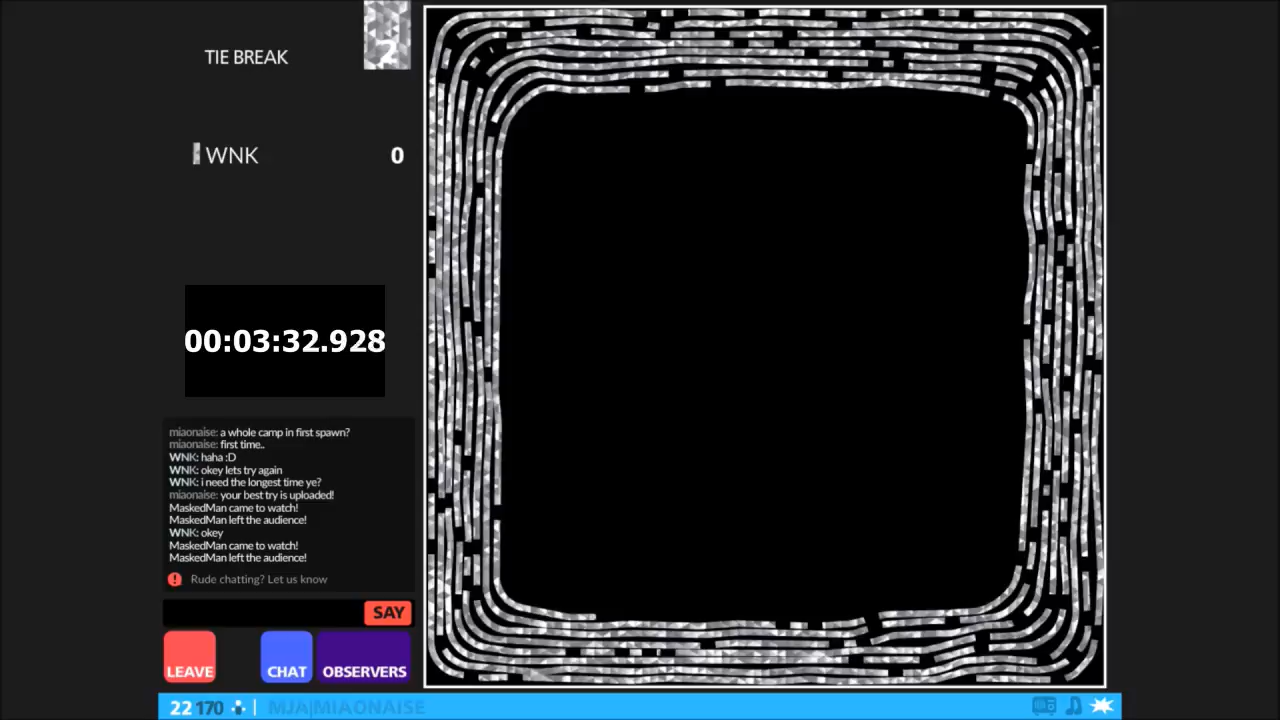 TIE BREAK
2
WNK 0
00:03:32.928
miaonaise: a whole camp in first spawn?
miaonaise: first time..
WNK: haha :D
WNK: okey lets try again
WNK: i need the longest time ye?
miaonaise: your best try is uploaded!
MaskedMan came to watch!
MaskedMan left the audience!
WNK: okey
MaskedMan came to watch!
MaskedMan left the audience!
! Rude chatting? Let us know
SAY
LEAVE CHAT OBSERVERS
22 170 | MJA|MIAONAISE